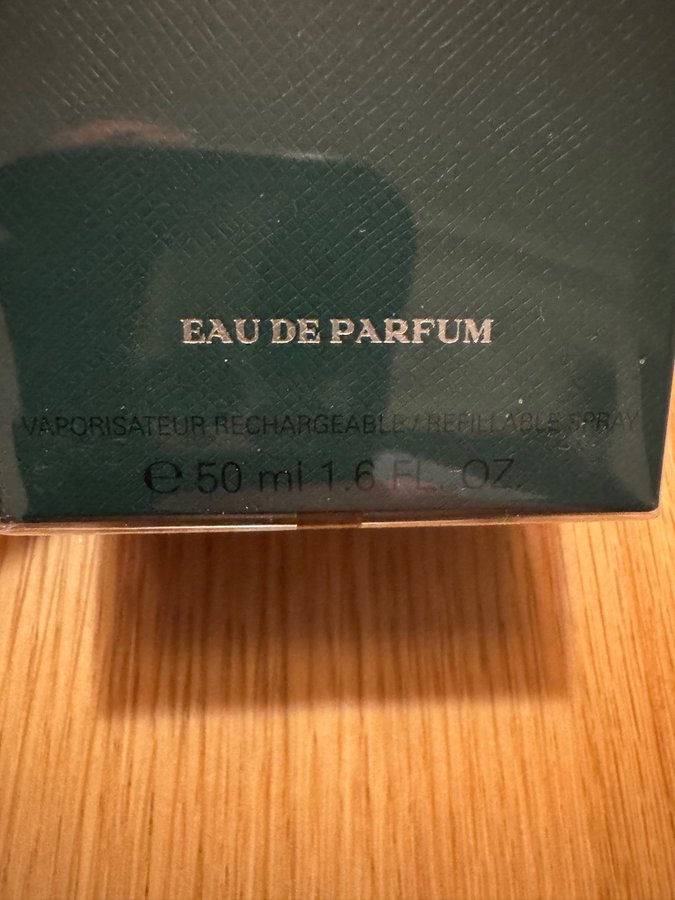 EAU DE PARFUM
VAPORISATEUR RECHARGEABLE / REFILLABLE SPRAY
℮ 50 ml 1.6 FL. OZ.